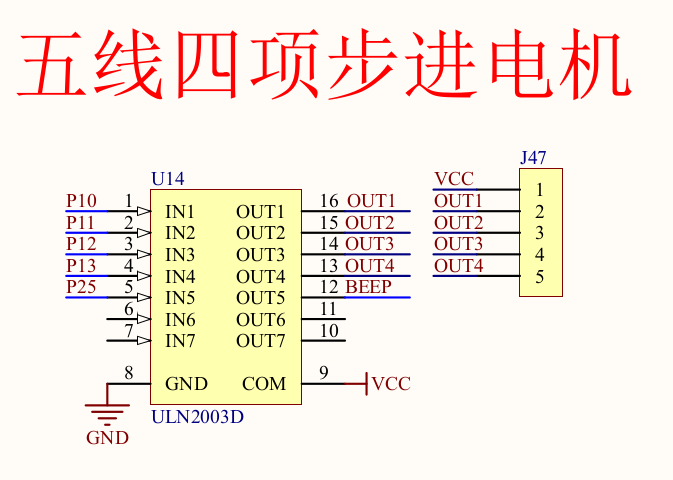 五线四项步进电机
U14
J47
P10 1 IN1 OUT1 16 OUT1
P11 2 IN2 OUT2 15 OUT2
P12 3 IN3 OUT3 14 OUT3
P13 4 IN4 OUT4 13 OUT4
P25 5 IN5 OUT5 12 BEEP
6 IN6 OUT6 11
7 IN7 OUT7 10
8 GND COM 9 VCC
GND
ULN2003D
VCC 1
OUT1 2
OUT2 3
OUT3 4
OUT4 5